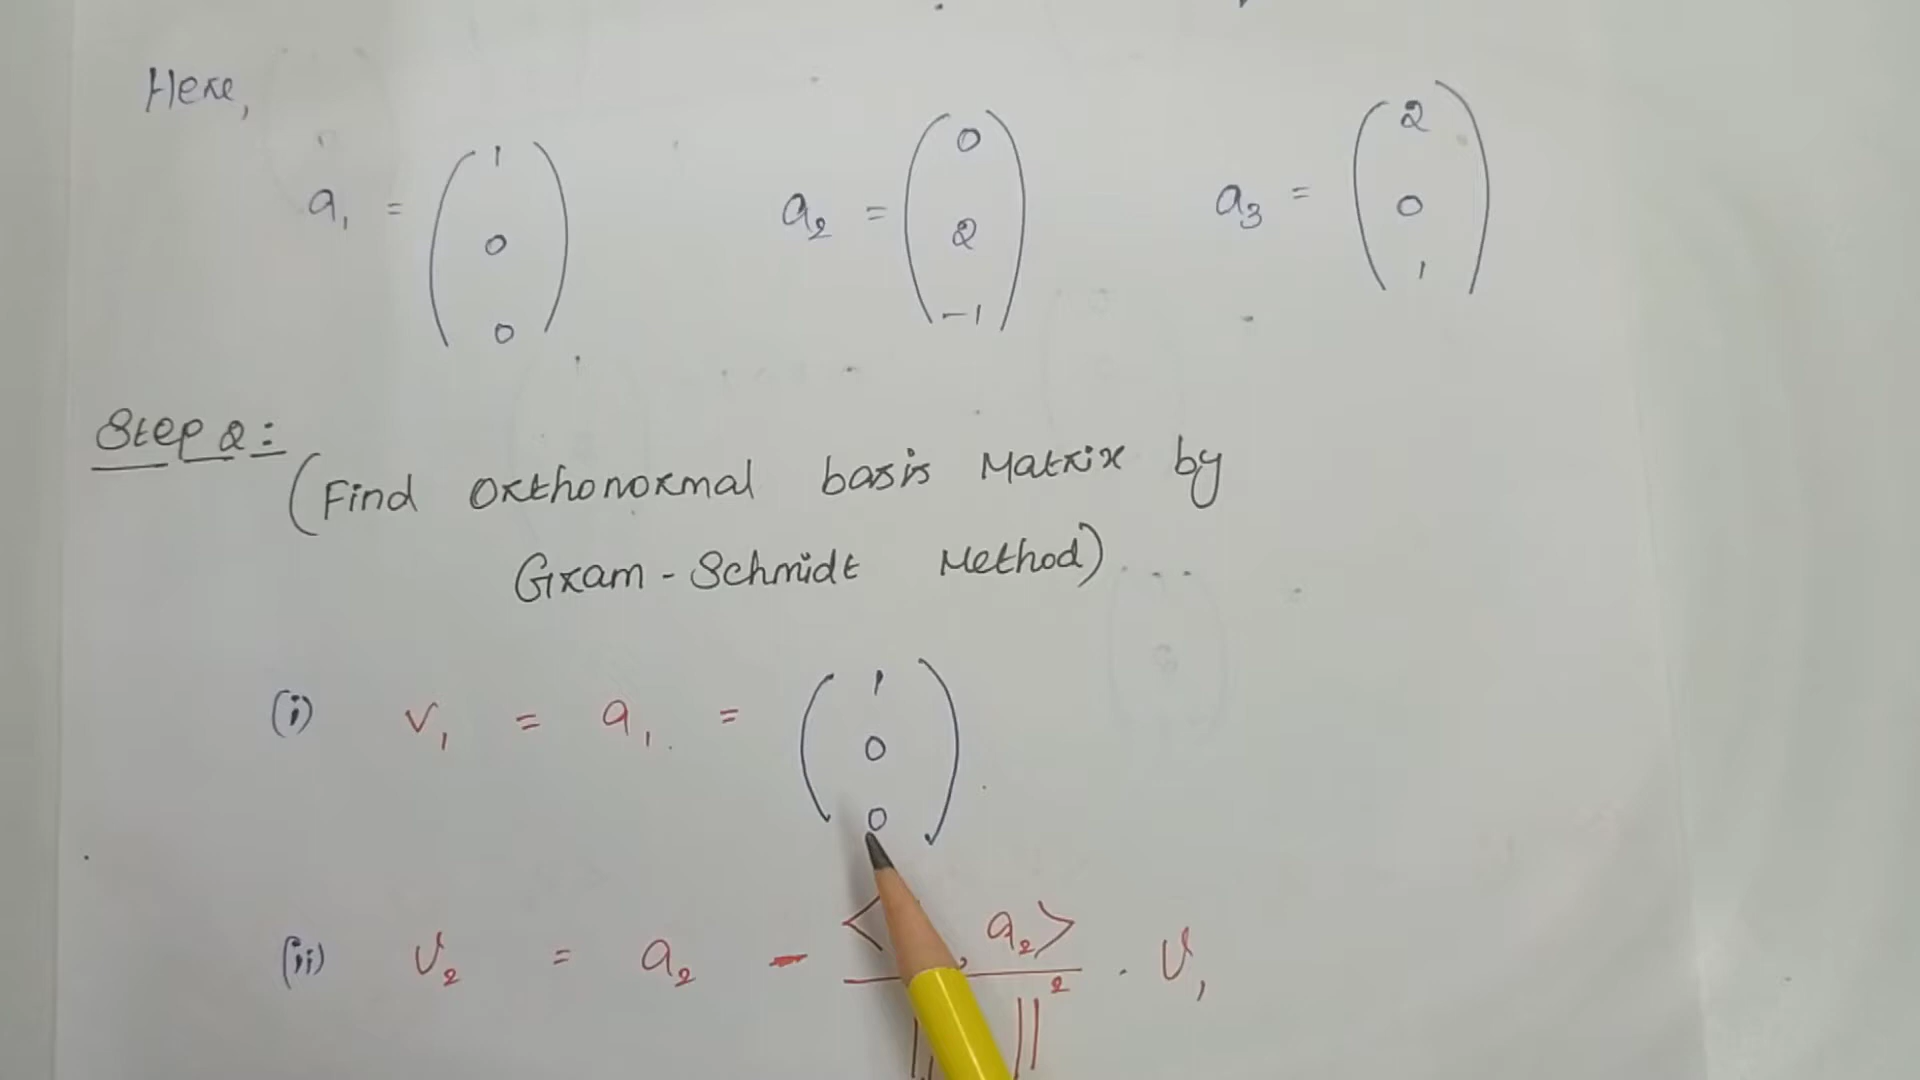 Here,
a₁ = (1 0 0) a₂ = (0 2 -1) a₃ = (2 0 1)
Step 2:
(Find Orthonormal basis Matrix by
Gram - Schmidt Method)
(i) v₁ = a₁ = (1 0 0)
(ii) v₂ = a₂ - < , a₂> / || ||² . v₁